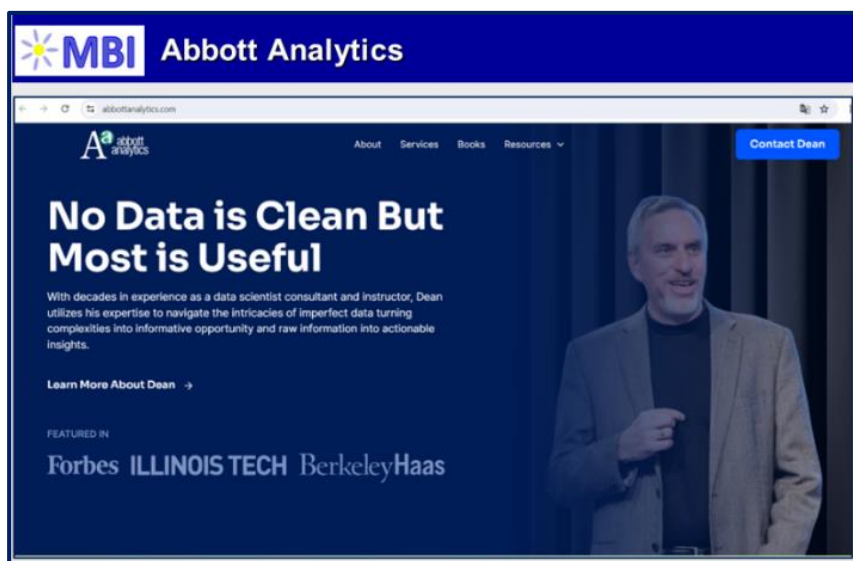 MBI Abbott Analytics
abbottanalytics.com
Aa abbott
analytics
About Services Books Resources
Contact Dean
No Data is Clean But
Most is Useful
With decades in experience as a data scientist consultant and instructor, Dean
utilizes his expertise to navigate the intricacies of imperfect data turning
complexities into informative opportunity and raw information into actionable
insights.
Learn More About Dean →
FEATURED IN
Forbes ILLINOIS TECH BerkeleyHaas